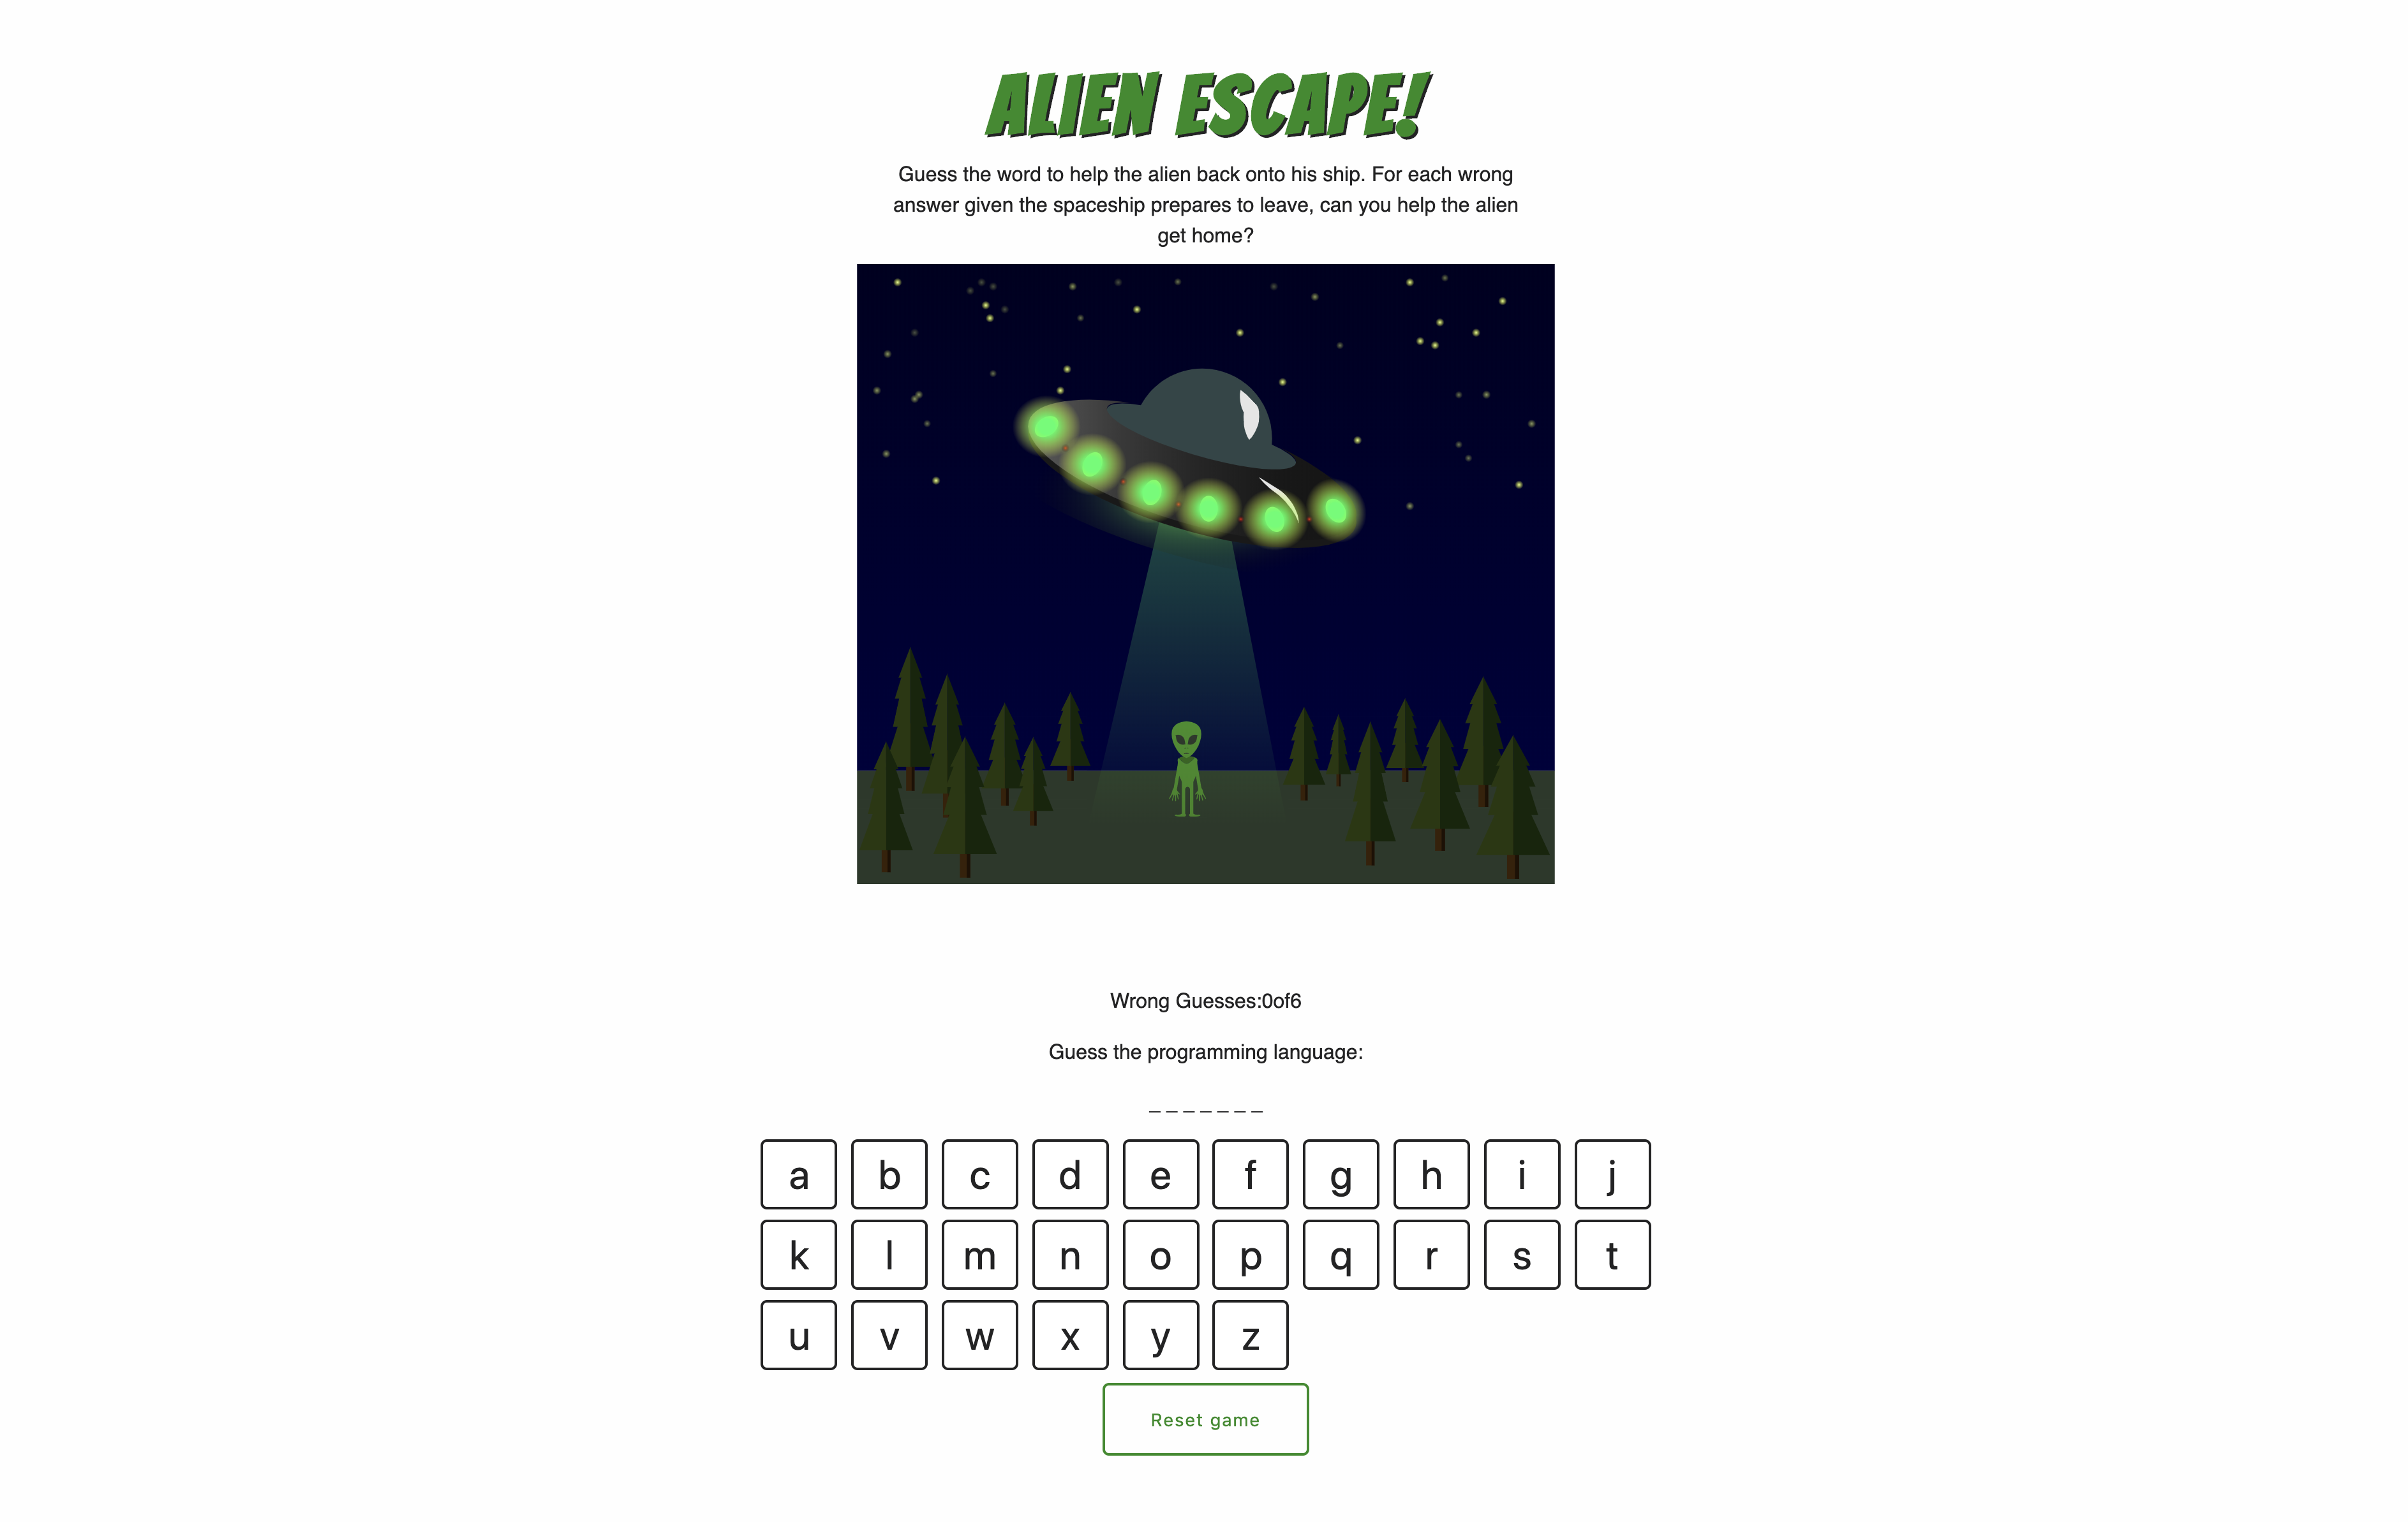 ALIEN ESCAPE!
Guess the word to help the alien back onto his ship. For each wrong
answer given the spaceship prepares to leave, can you help the alien
get home?
Wrong Guesses:0of6
Guess the programming language:
_ _ _ _ _ _ _
a b c d e f g h i j
k l m n o p q r s t
u v w x y z
Reset game